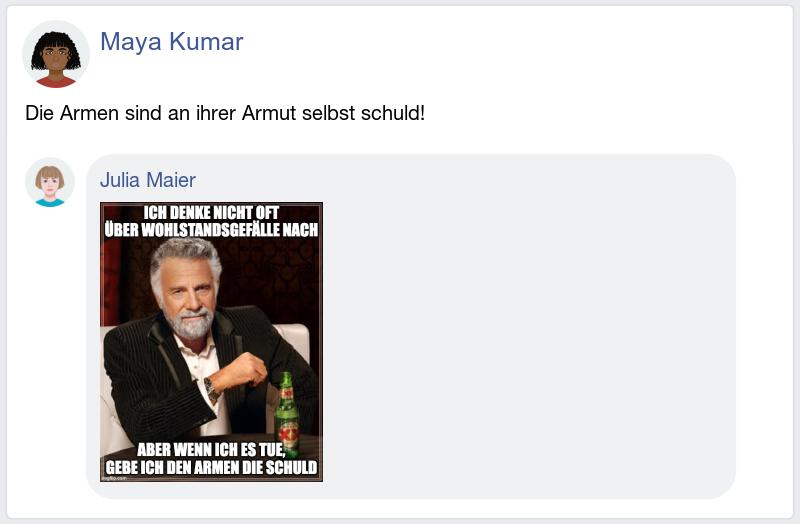 Maya Kumar
Die Armen sind an ihrer Armut selbst schuld!
Julia Maier
ICH DENKE NICHT OFT
ÜBER WOHLSTANDSGEFÄLLE NACH
ABER WENN ICH ES TUE,
GEBE ICH DEN ARMEN DIE SCHULD
imgflip.com